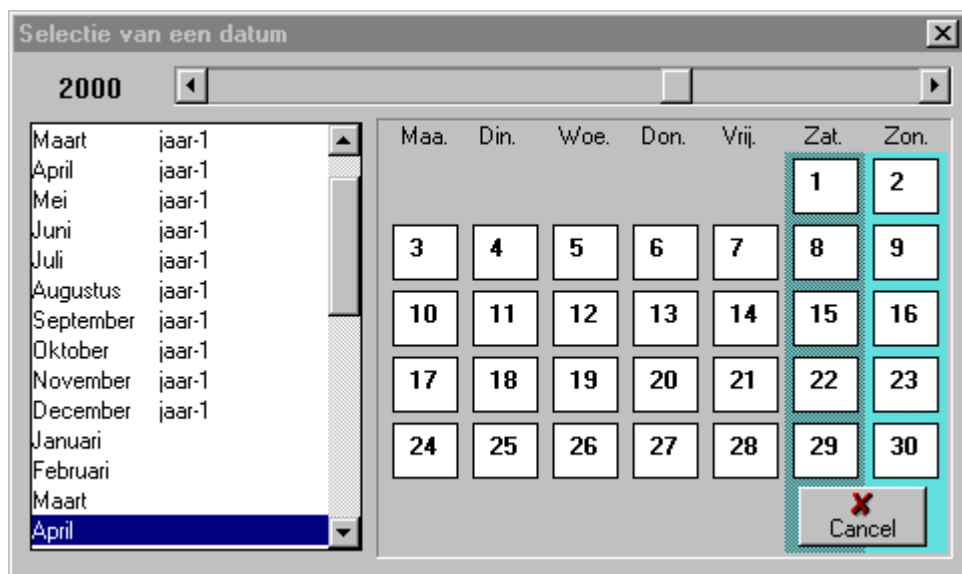 Selectie van een datum
2000
Maart jaar-1
April jaar-1
Mei jaar-1
Juni jaar-1
Juli jaar-1
Augustus jaar-1
September jaar-1
Oktober jaar-1
November jaar-1
December jaar-1
Januari
Februari
Maart
April
Maa. Din. Woe. Don. Vrij. Zat. Zon.
1 2
3 4 5 6 7 8 9
10 11 12 13 14 15 16
17 18 19 20 21 22 23
24 25 26 27 28 29 30
Cancel